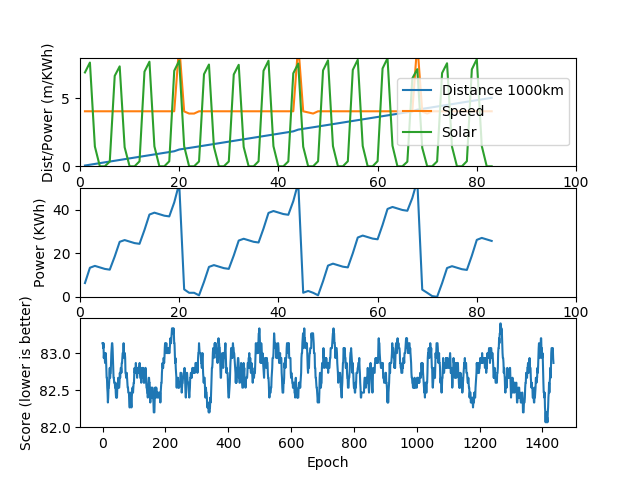 Dist/Power (m/KWh)
5
0
Distance 1000km
Speed
Solar
0 20 40 60 80 100
Power (KWh)
40
20
0
0 20 40 60 80 100
Score (lower is better)
83.0
82.5
82.0
0 200 400 600 800 1000 1200 1400
Epoch